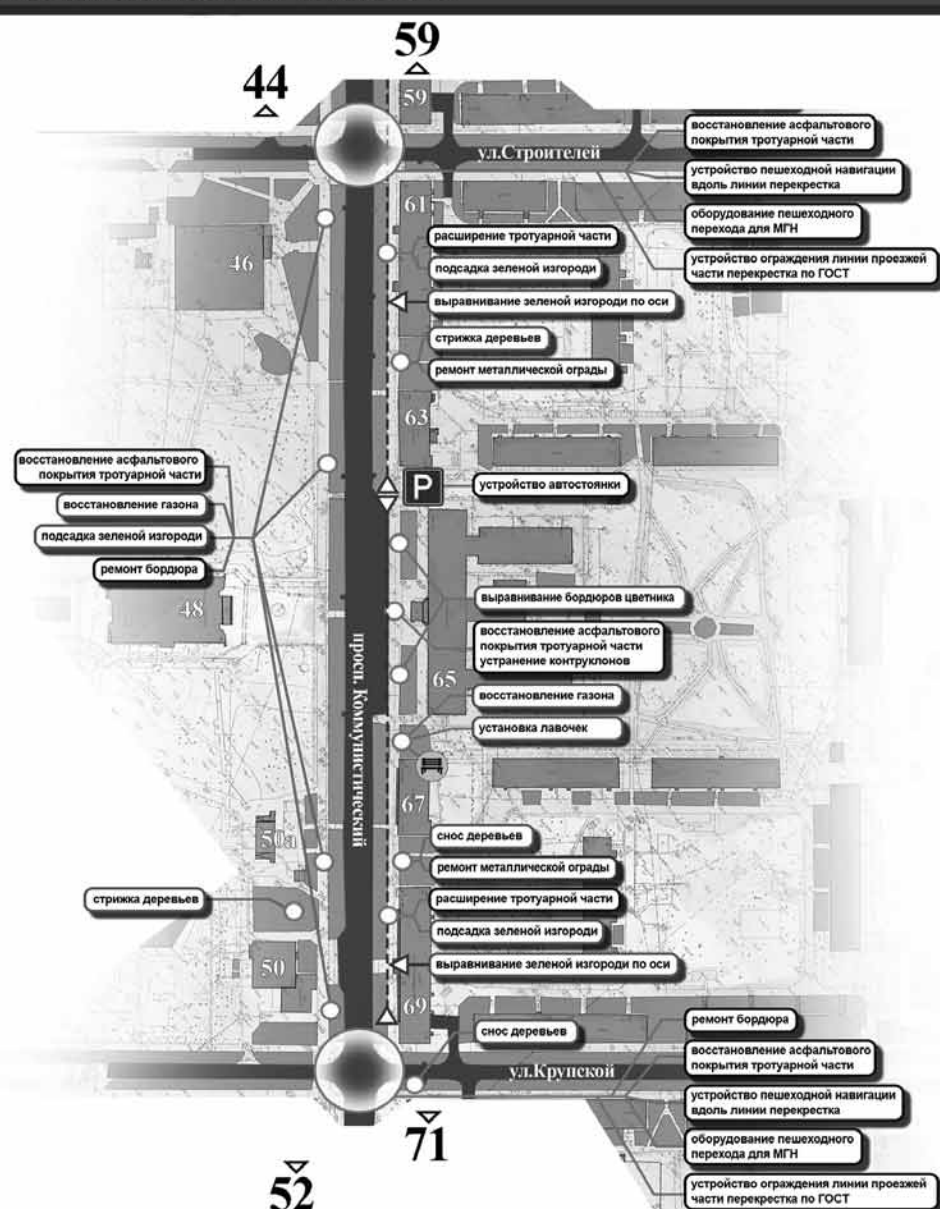 59
44
59
восстановление асфальтового
покрытия тротуарной части
ул.Строителей
устройство пешеходной навигации
вдоль линии перекрестка
61
оборудование пешеходного
перехода для МГН
расширение тротуарной части
46
устройство ограждения линии проезжей
части перекрестка по ГОСТ
подсадка зеленой изгороди
выравнивание зеленой изгороди по оси
стрижка деревьев
ремонт металлической ограды
63
восстановление асфальтового
покрытия тротуарной части
P
устройство автостоянки
восстановление газона
подсадка зеленой изгороди
ремонт бордюра
48
выравнивание бордюров цветника
восстановление асфальтового
покрытия тротуарной части
устранение контруклонов
65
просп. Коммунистический
восстановление газона
установка лавочек
67
50а
снос деревьев
ремонт металлической ограды
стрижка деревьев
расширение тротуарной части
подсадка зеленой изгороди
50
выравнивание зеленой изгороди по оси
69
снос деревьев
ремонт бордюра
восстановление асфальтового
покрытия тротуарной части
ул.Крупской
устройство пешеходной навигации
вдоль линии перекрестка
71
оборудование пешеходного
перехода для МГН
52
устройство ограждения линии проезжей
части перекрестка по ГОСТ